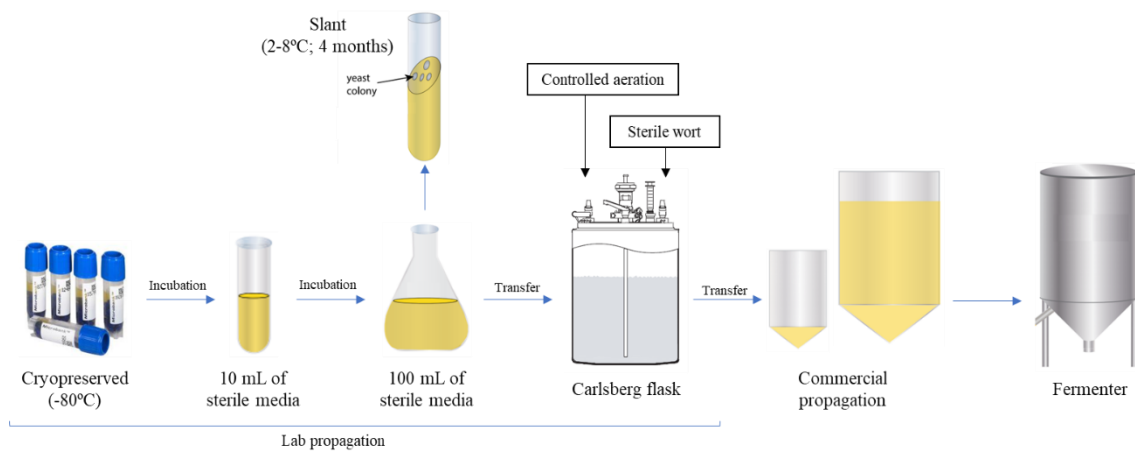 Slant
(2-8ºC; 4 months)
yeast
colony
Controlled aeration
Sterile wort
Incubation
Incubation
Transfer
Transfer
Cryopreserved
(-80ºC)
10 mL of
sterile media
100 mL of
sterile media
Carlsberg flask
Commercial
propagation
Fermenter
Lab propagation